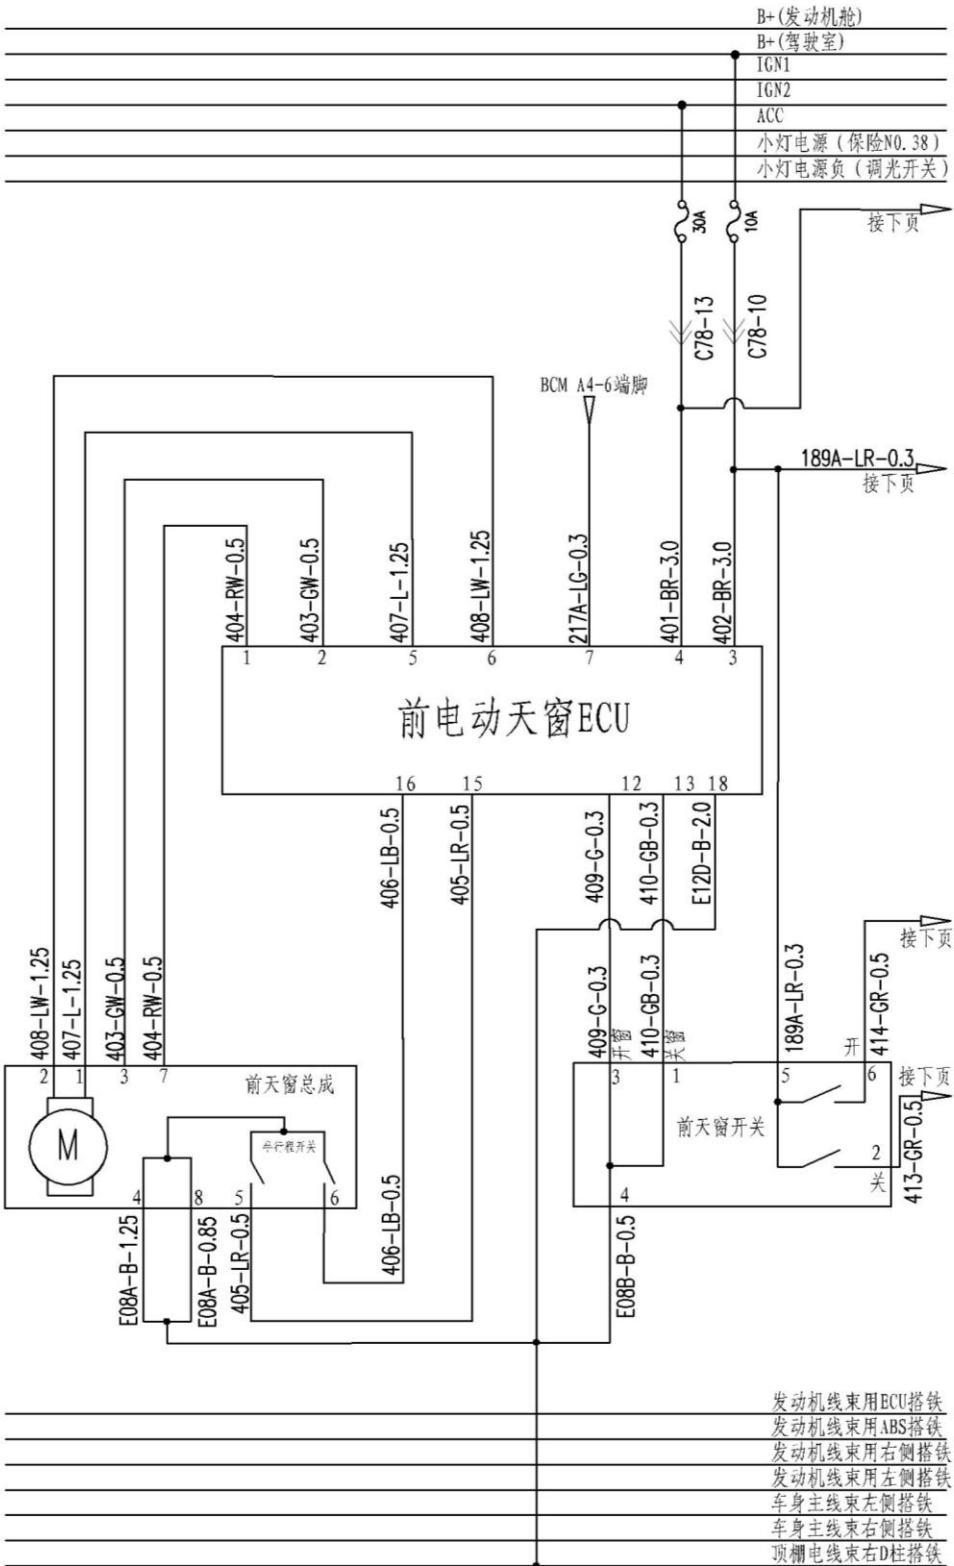 B+(发动机舱)
B+(驾驶室)
IGN1
IGN2
ACC
小灯电源(保险N0.38)
小灯电源负(调光开关)
30A
10A
接下页
C78-13
C78-10
BCM A4-6端脚
189A-LR-0.3
接下页
404-RW-0.5
403-GW-0.5
407-L-1.25
408-LW-1.25
217A-LG-0.3
401-BR-3.0
402-BR-3.0
1 2 5 6 7 4 3
前电动天窗ECU
16 15 12 13 18
406-LB-0.5
405-LR-0.5
409-G-0.3
410-GB-0.3
E12D-B-2.0
接下页
408-LW-1.25
407-L-1.25
403-GW-0.5
404-RW-0.5
409-G-0.3
开窗
410-GB-0.3
关窗
189A-LR-0.3
开
414-GR-0.5
2 1 3 7
3 1 5 6
接下页
前天窗总成
前天窗开关
M
半行程开关
2
关
413-GR-0.5
4 8 5 6
4
E08A-B-1.25
E08A-B-0.85
405-LR-0.5
406-LB-0.5
E08B-B-0.5
发动机线束用ECU搭铁
发动机线束用ABS搭铁
发动机线束用右侧搭铁
发动机线束用左侧搭铁
车身主线束左侧搭铁
车身主线束右侧搭铁
顶棚电线束右D柱搭铁